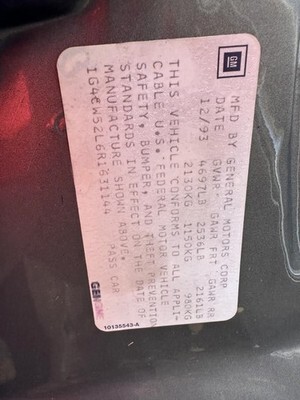 GM
MFD BY GENERAL MOTORS CORP
DATE GVWR GAWR FRT GAWR RR
12/93 4697LB 2536LB 2161LB
2130KG 1150KG 980KG
THIS VEHICLE CONFORMS TO ALL APPLI-
CABLE U.S. FEDERAL MOTOR VEHICLE
SAFETY, BUMPER, AND THEFT PREVENTION
STANDARDS IN EFFECT ON THE DATE OF
MANUFACTURE SHOWN ABOVE.
1G4CW52L6R1631144 PASS CAR
10135543-A